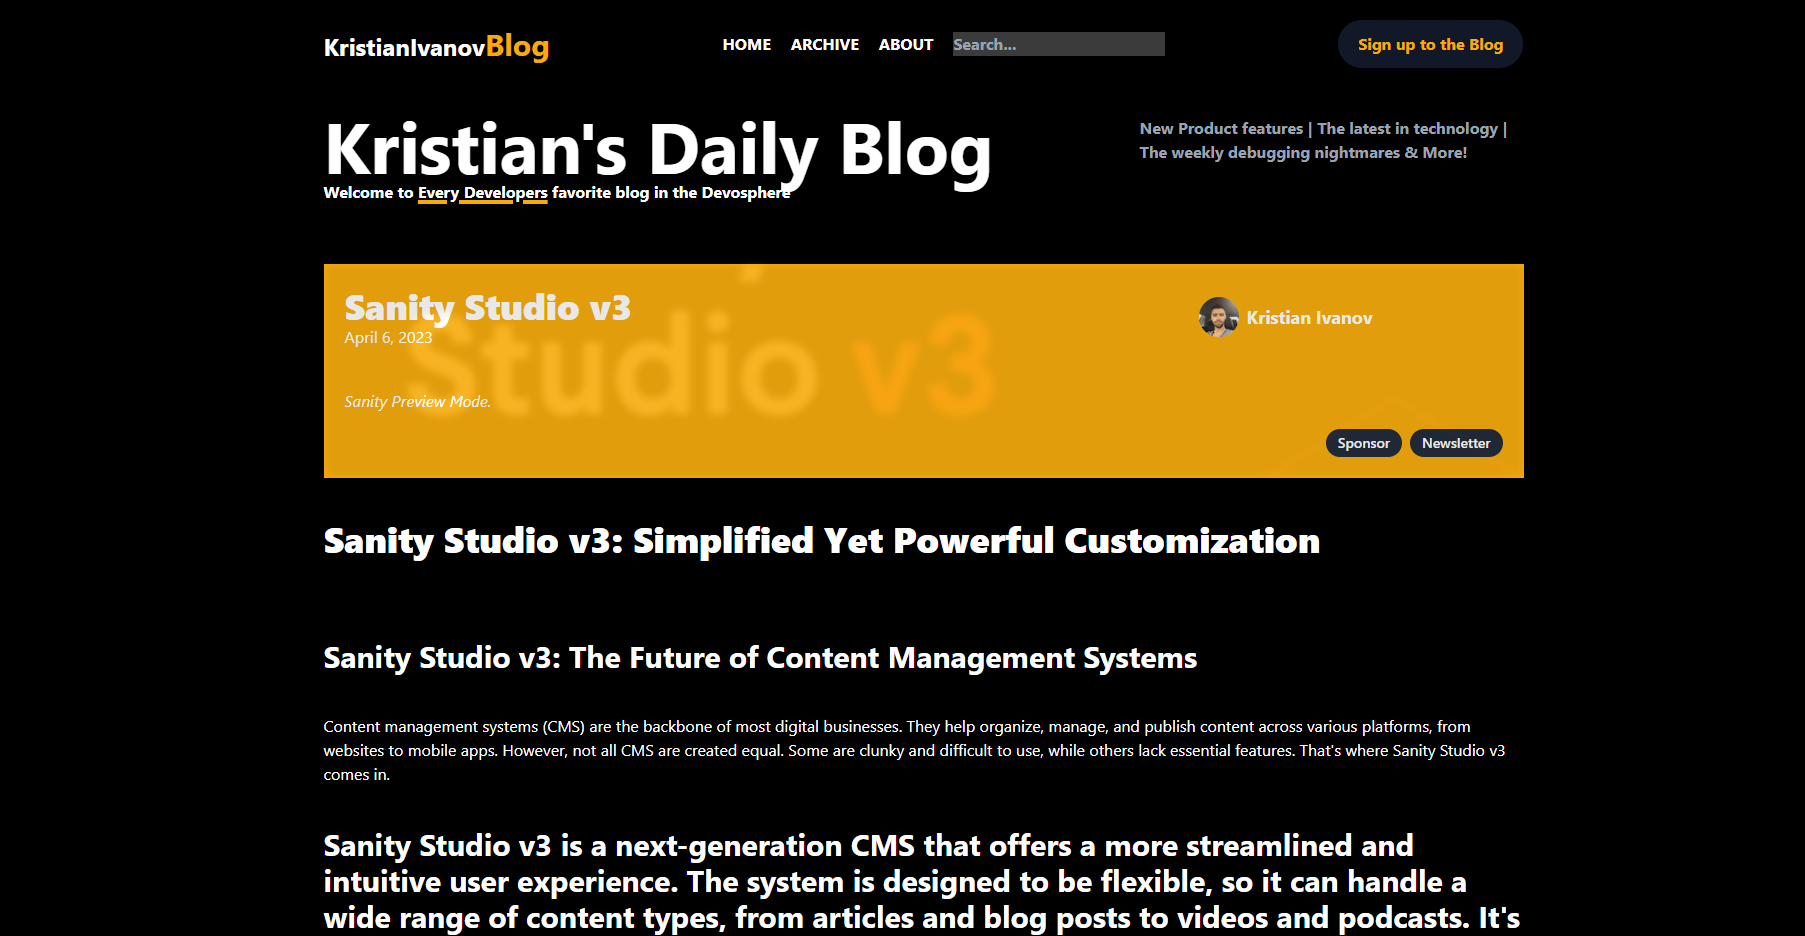 KristianIvanovBlog
HOME ARCHIVE ABOUT Search...
Sign up to the Blog
Kristian's Daily Blog
Welcome to Every Developers favorite blog in the Devosphere
New Product features | The latest in technology |
The weekly debugging nightmares & More!
Sanity Studio v3
April 6, 2023
Studio v3
Sanity Preview Mode.
Kristian Ivanov
Sponsor Newsletter
Sanity Studio v3: Simplified Yet Powerful Customization
Sanity Studio v3: The Future of Content Management Systems
Content management systems (CMS) are the backbone of most digital businesses. They help organize, manage, and publish content across various platforms, from
websites to mobile apps. However, not all CMS are created equal. Some are clunky and difficult to use, while others lack essential features. That's where Sanity Studio v3
comes in.
Sanity Studio v3 is a next-generation CMS that offers a more streamlined and
intuitive user experience. The system is designed to be flexible, so it can handle a
wide range of content types, from articles and blog posts to videos and podcasts. It's